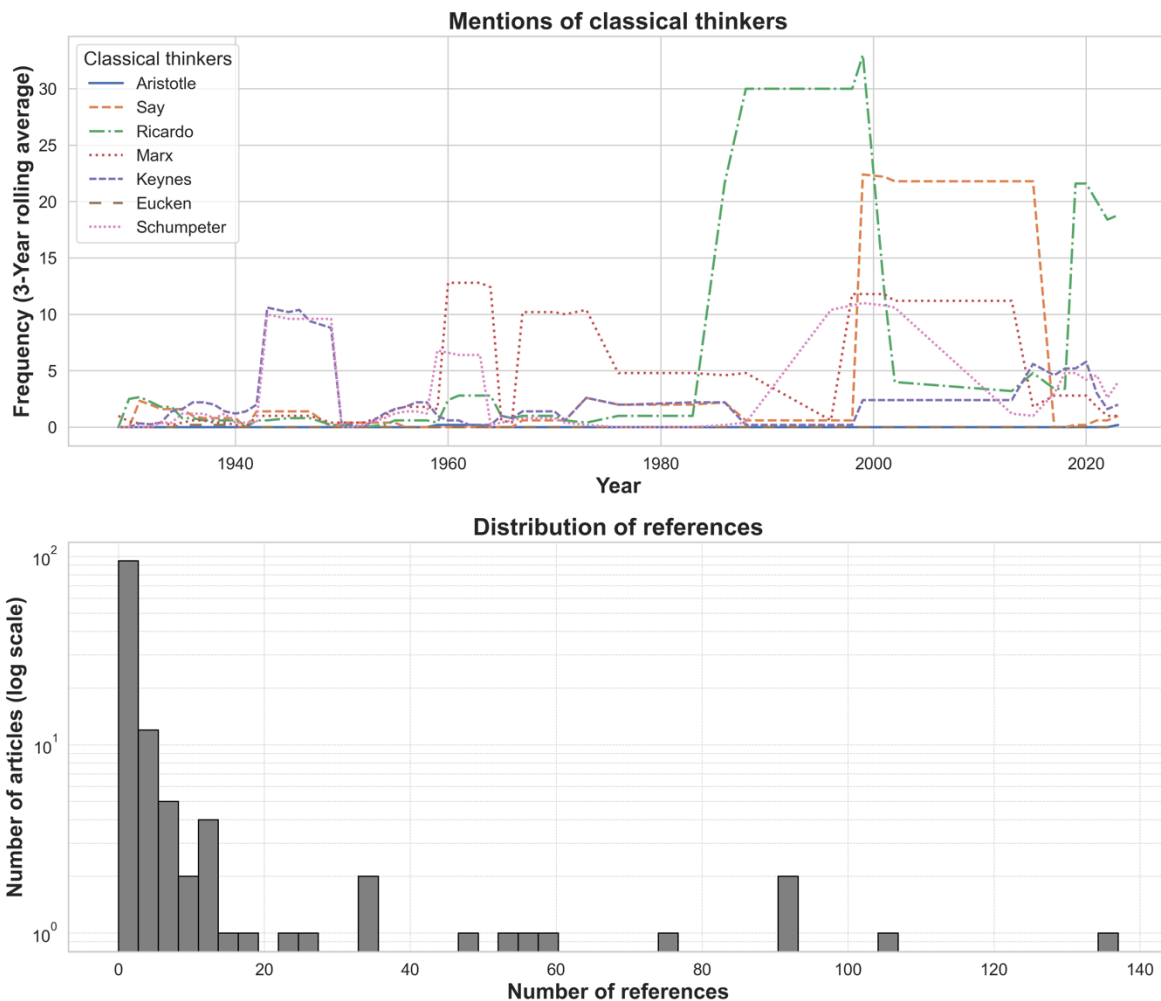 Mentions of classical thinkers
Frequency (3-Year rolling average)
30
25
20
15
10
5
0
Classical thinkers
Aristotle
Say
Ricardo
Marx
Keynes
Eucken
Schumpeter
1940 1960 1980 2000 2020
Year
Distribution of references
Number of articles (log scale)
10²
10¹
10⁰
0 20 40 60 80 100 120 140
Number of references